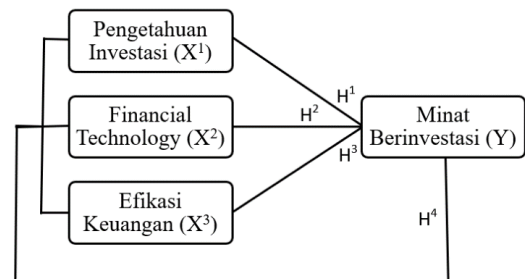 Pengetahuan
Investasi (X¹)
H¹
Financial
Technology (X²)
H²
Minat
Berinvestasi (Y)
H³
Efikasi
Keuangan (X³)
H⁴